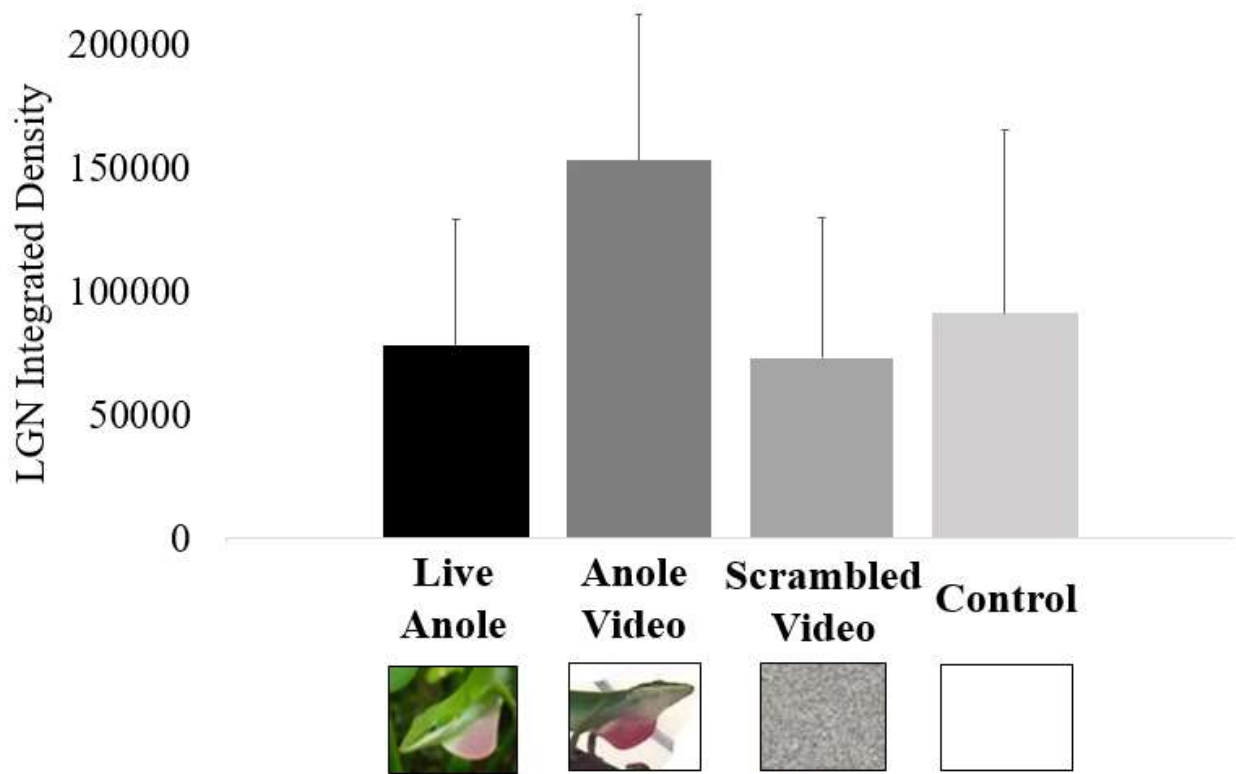 200000
150000
100000
50000
0
LGN Integrated Density
Live
Anole
Anole
Video
Scrambled
Video
Control